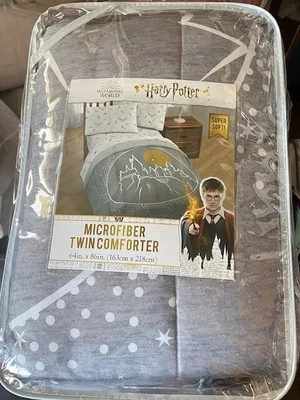 WIZARDING
WORLD
Harry Potter
SUPER
SOFT!
MICROFIBER
TWIN COMFORTER
64in. x 86in. (163cm x 218cm)